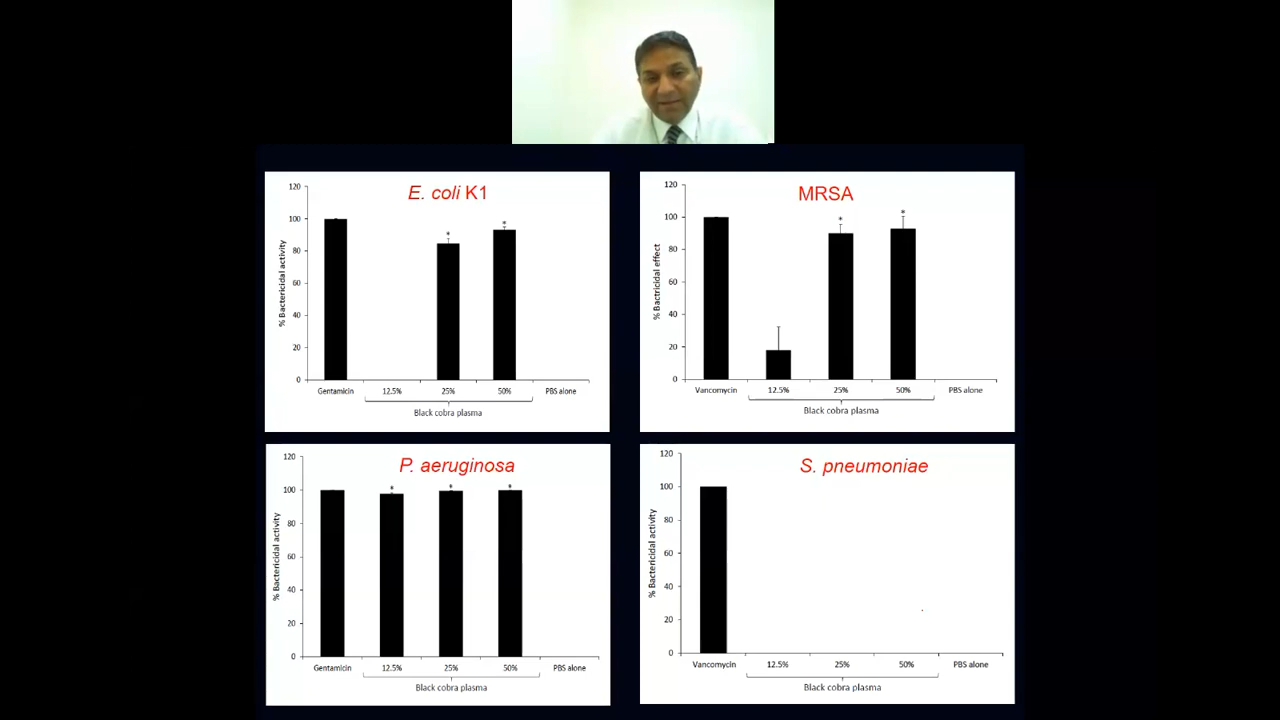 E. coli K1
120
100
80
60
40
20
0
% Bactericidal activity
*
*
Gentamicin 12.5% 25% 50% PBS alone
Black cobra plasma
MRSA
120
100
80
60
40
20
0
% Bactricidal effect
*
*
Vancomycin 12.5% 25% 50% PBS alone
Black cobra plasma
P. aeruginosa
120
100
80
60
40
20
0
% Bactericidal activity
*
*
*
Gentamicin 12.5% 25% 50% PBS alone
Black cobra plasma
S. pneumoniae
120
100
80
60
40
20
0
% Bactericidal activity
Vancomycin 12.5% 25% 50% PBS alone
Black cobra plasma